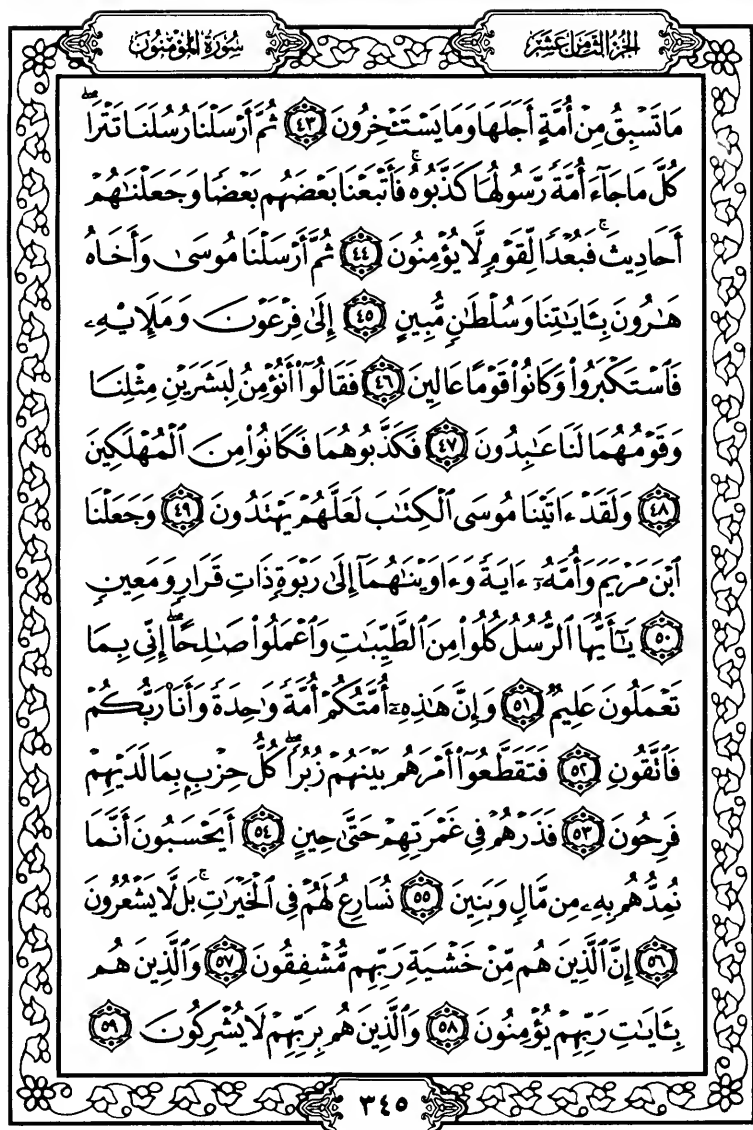 الجزء الثامن عشر
سورة المؤمنون
مَا تَسْبِقُ مِنْ أُمَّةٍ أَجَلَهَا وَمَا يَسْتَـْٔخِرُونَ ٤٣ ثُمَّ أَرْسَلْنَا رُسُلَنَا تَتْرَاۖ
كُلَّ مَا جَآءَ أُمَّةً رَّسُولُهَا كَذَّبُوهُۚ فَأَتْبَعْنَا بَعْضَهُم بَعْضًا وَجَعَلْنَٰهُمْ
أَحَادِيثَۚ فَبُعْدًا لِّقَوْمٍ لَّا يُؤْمِنُونَ ٤٤ ثُمَّ أَرْسَلْنَا مُوسَىٰ وَأَخَاهُ
هَٰرُونَ بِـَٔايَٰتِنَا وَسُلْطَٰنٍ مُّبِينٍ ٤٥ إِلَىٰ فِرْعَوْنَ وَمَلَإِي۟هِۦ
فَٱسْتَكْبَرُوا۟ وَكَانُوا۟ قَوْمًا عَالِينَ ٤٦ فَقَالُوٓا۟ أَنُؤْمِنُ لِبَشَرَيْنِ مِثْلِنَا
وَقَوْمُهُمَا لَنَا عَٰبِدُونَ ٤٧ فَكَذَّبُوهُمَا فَكَانُوا۟ مِنَ ٱلْمُهْلَكِينَ
٤٨ وَلَقَدْ ءَاتَيْنَا مُوسَى ٱلْكِتَٰبَ لَعَلَّهُمْ يَهْتَدُونَ ٤٩ وَجَعَلْنَا
ٱبْنَ مَرْيَمَ وَأُمَّهُۥٓ ءَايَةً وَءَاوَيْنَٰهُمَآ إِلَىٰ رَبْوَةٍ ذَاتِ قَرَارٍ وَمَعِينٍ
٥٠ يَٰٓأَيُّهَا ٱلرُّسُلُ كُلُوا۟ مِنَ ٱلطَّيِّبَٰتِ وَٱعْمَلُوا۟ صَٰلِحًاۖ إِنِّى بِمَا
تَعْمَلُونَ عَلِيمٌ ٥١ وَإِنَّ هَٰذِهِۦٓ أُمَّتُكُمْ أُمَّةً وَٰحِدَةً وَأَنَا۠ رَبُّكُمْ
فَٱتَّقُونِ ٥٢ فَتَقَطَّعُوٓا۟ أَمْرَهُم بَيْنَهُمْ زُبُرًاۖ كُلُّ حِزْبٍۭ بِمَا لَدَيْهِمْ
فَرِحُونَ ٥٣ فَذَرْهُمْ فِى غَمْرَتِهِمْ حَتَّىٰ حِينٍ ٥٤ أَيَحْسَبُونَ أَنَّمَا
نُمِدُّهُم بِهِۦ مِن مَّالٍ وَبَنِينَ ٥٥ نُسَارِعُ لَهُمْ فِى ٱلْخَيْرَٰتِۚ بَل لَّا يَشْعُرُونَ
٥٦ إِنَّ ٱلَّذِينَ هُم مِّنْ خَشْيَةِ رَبِّهِم مُّشْفِقُونَ ٥٧ وَٱلَّذِينَ هُم
بِـَٔايَٰتِ رَبِّهِمْ يُؤْمِنُونَ ٥٨ وَٱلَّذِينَ هُم بِرَبِّهِمْ لَا يُشْرِكُونَ ٥٩
٣٤٥